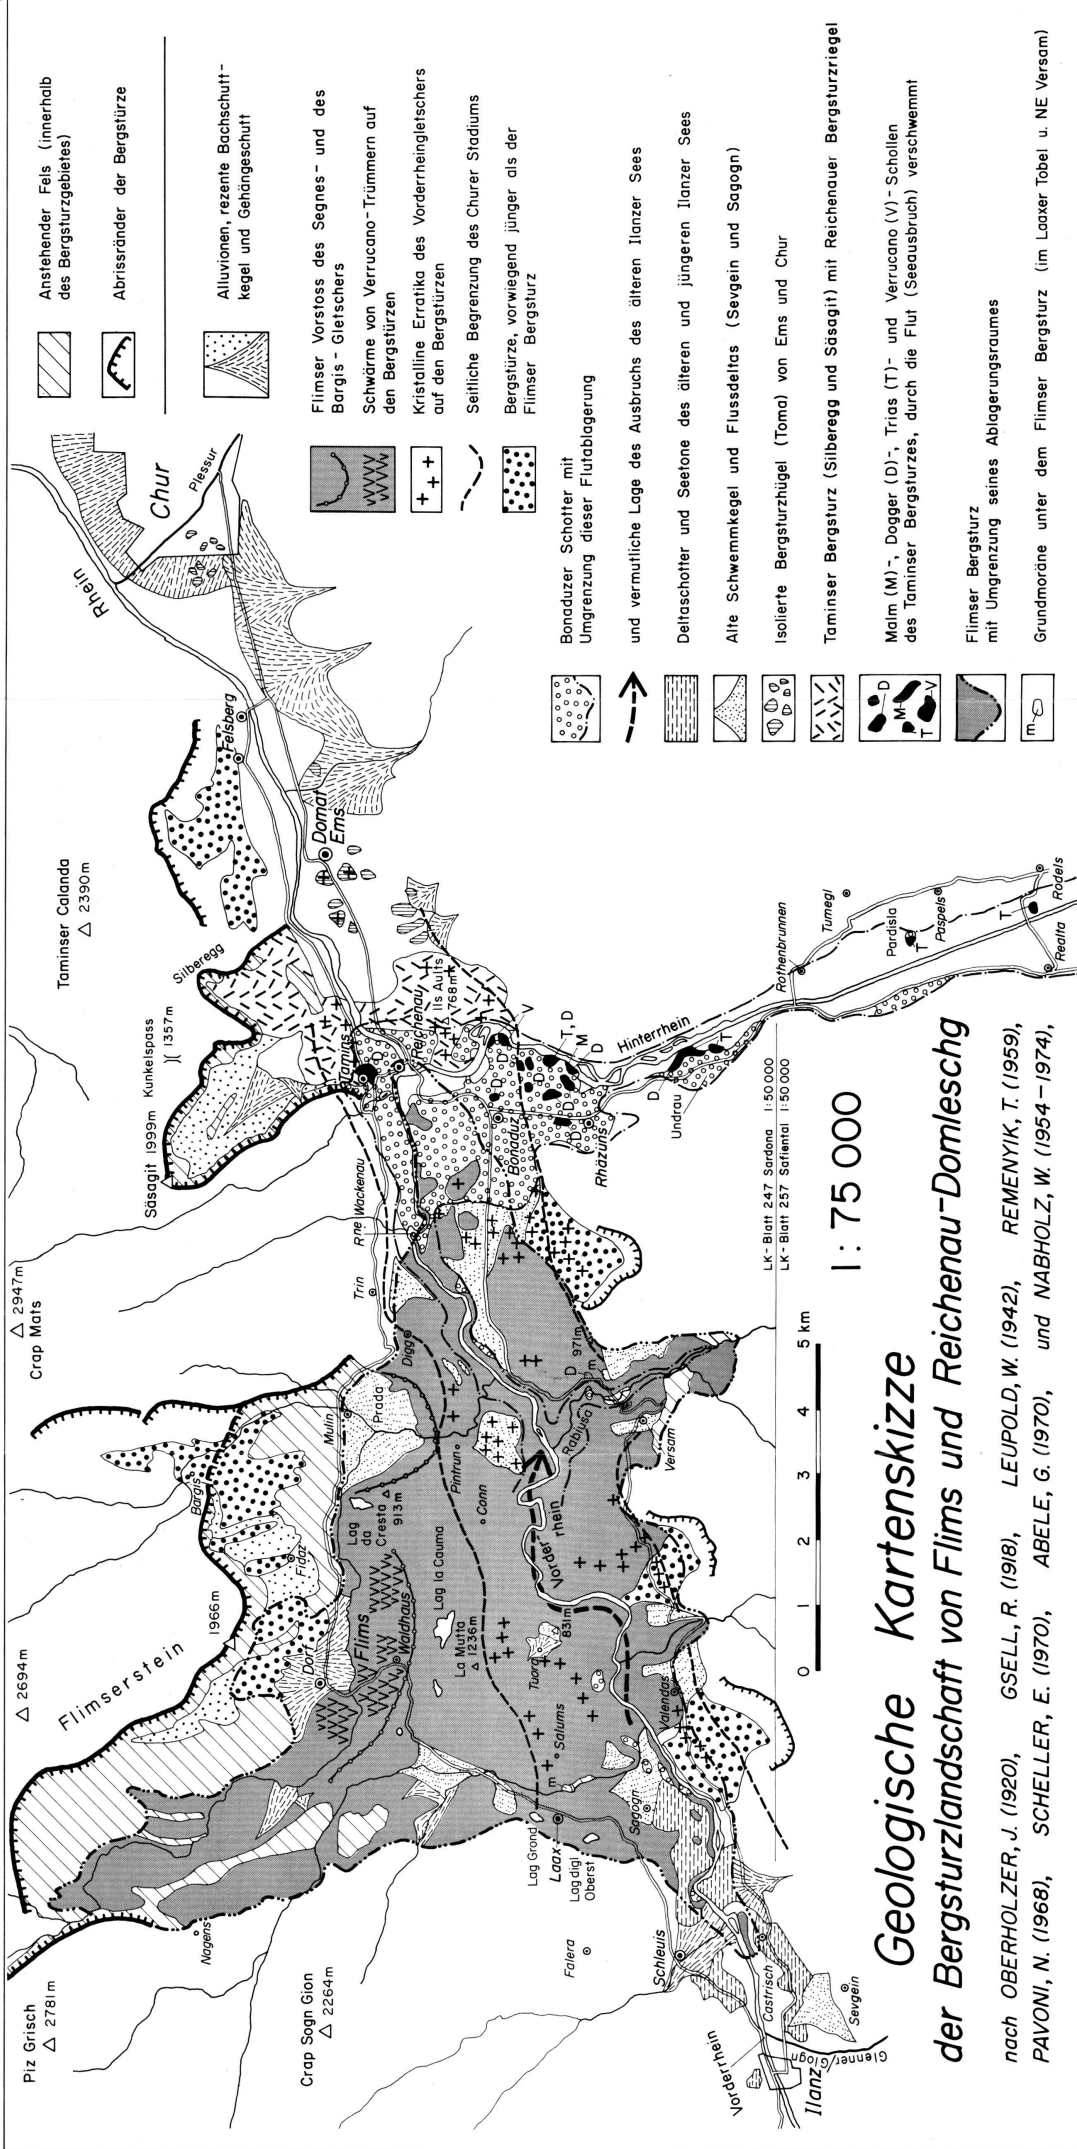 Piz Grisch
△ 2781m
Crap Sogn Gion
△ 2264m
Nagens
Flimserstein
△ 2694m
1966m
△ 2947m
Crap Mats
Säsagit 1999m
Kunkelspass
)( 1357m
Silberegg
Taminser Calanda
△ 2390m
Felsberg
Rhein
Chur
Plessur
Domat
Ems
Tamins
Reichenau
Ils Aults
768m
Rne Wackenau
Trin
Digg
Mulin
Prada
Bargis
Fidaz
Dorf
Flims
Waldhaus
Lag
da
Cresta
913m
Lag la Cauma
La Mutta
△ 1236m
Pintrun
Conn
Tuora
831m
Salums
Lag Grond
Laax
Lag digl
Oberst
Falera
Sagogn
Schleuis
Castrisch
Sevgein
Vorderrhein
Glenner/Glogn
Ilanz
Valendas
Vorderrhein
Versam
Rabiusa
971m
D
m
m
Bonaduz
Rhäzüns
D
D
D
D
D
D
V
T, D
M
D
D
T
Undrau
Hinterrhein
Rothenbrunnen
Tumegl
Pardisla
T
Paspels
T
Rodels
Realta
LK-Blatt 247 Sardona 1:50000
LK-Blatt 257 Safiental 1:50000
0 1 2 3 4 5 km
1 : 75 000
Geologische Kartenskizze
der Bergsturzlandschaft von Flims und Reichenau-Domleschg
nach OBERHOLZER, J. (1920), GSELL, R. (1918), LEUPOLD, W. (1942), REMENYIK, T. (1959),
PAVONI, N. (1968), SCHELLER, E. (1970), ABELE, G. (1970), und NABHOLZ, W. (1954-1974),
Anstehender Fels (innerhalb
des Bergsturzgebietes)
Abrissränder der Bergstürze
Alluvionen, rezente Bachschutt-
kegel und Gehängeschutt
Flimser Vorstoss des Segnes- und des
Bargis-Gletschers
Schwärme von Verrucano-Trümmern auf
den Bergstürzen
Kristalline Erratika des Vorderrheingletschers
auf den Bergstürzen
Seitliche Begrenzung des Churer Stadiums
Bergstürze, vorwiegend jünger als der
Flimser Bergsturz
Bonaduzer Schotter mit
Umgrenzung dieser Flutablagerung
und vermutliche Lage des Ausbruchs des älteren Ilanzer Sees
Deltaschotter und Seetone des älteren und jüngeren Ilanzer Sees
Alte Schwemmkegel und Flussdeltas (Sevgein und Sagogn)
Isolierte Bergsturzhügel (Toma) von Ems und Chur
Taminser Bergsturz (Silberegg und Säsagit) mit Reichenauer Bergsturzriegel
D
M
T
V
Malm (M)-, Dogger (D)-, Trias (T)- und Verrucano (V)-Schollen
des Taminser Bergsturzes, durch die Flut (Seeausbruch) verschwemmt
Flimser Bergsturz
mit Umgrenzung seines Ablagerungsraumes
m
Grundmoräne unter dem Flimser Bergsturz (im Laaxer Tobel u. NE Versam)